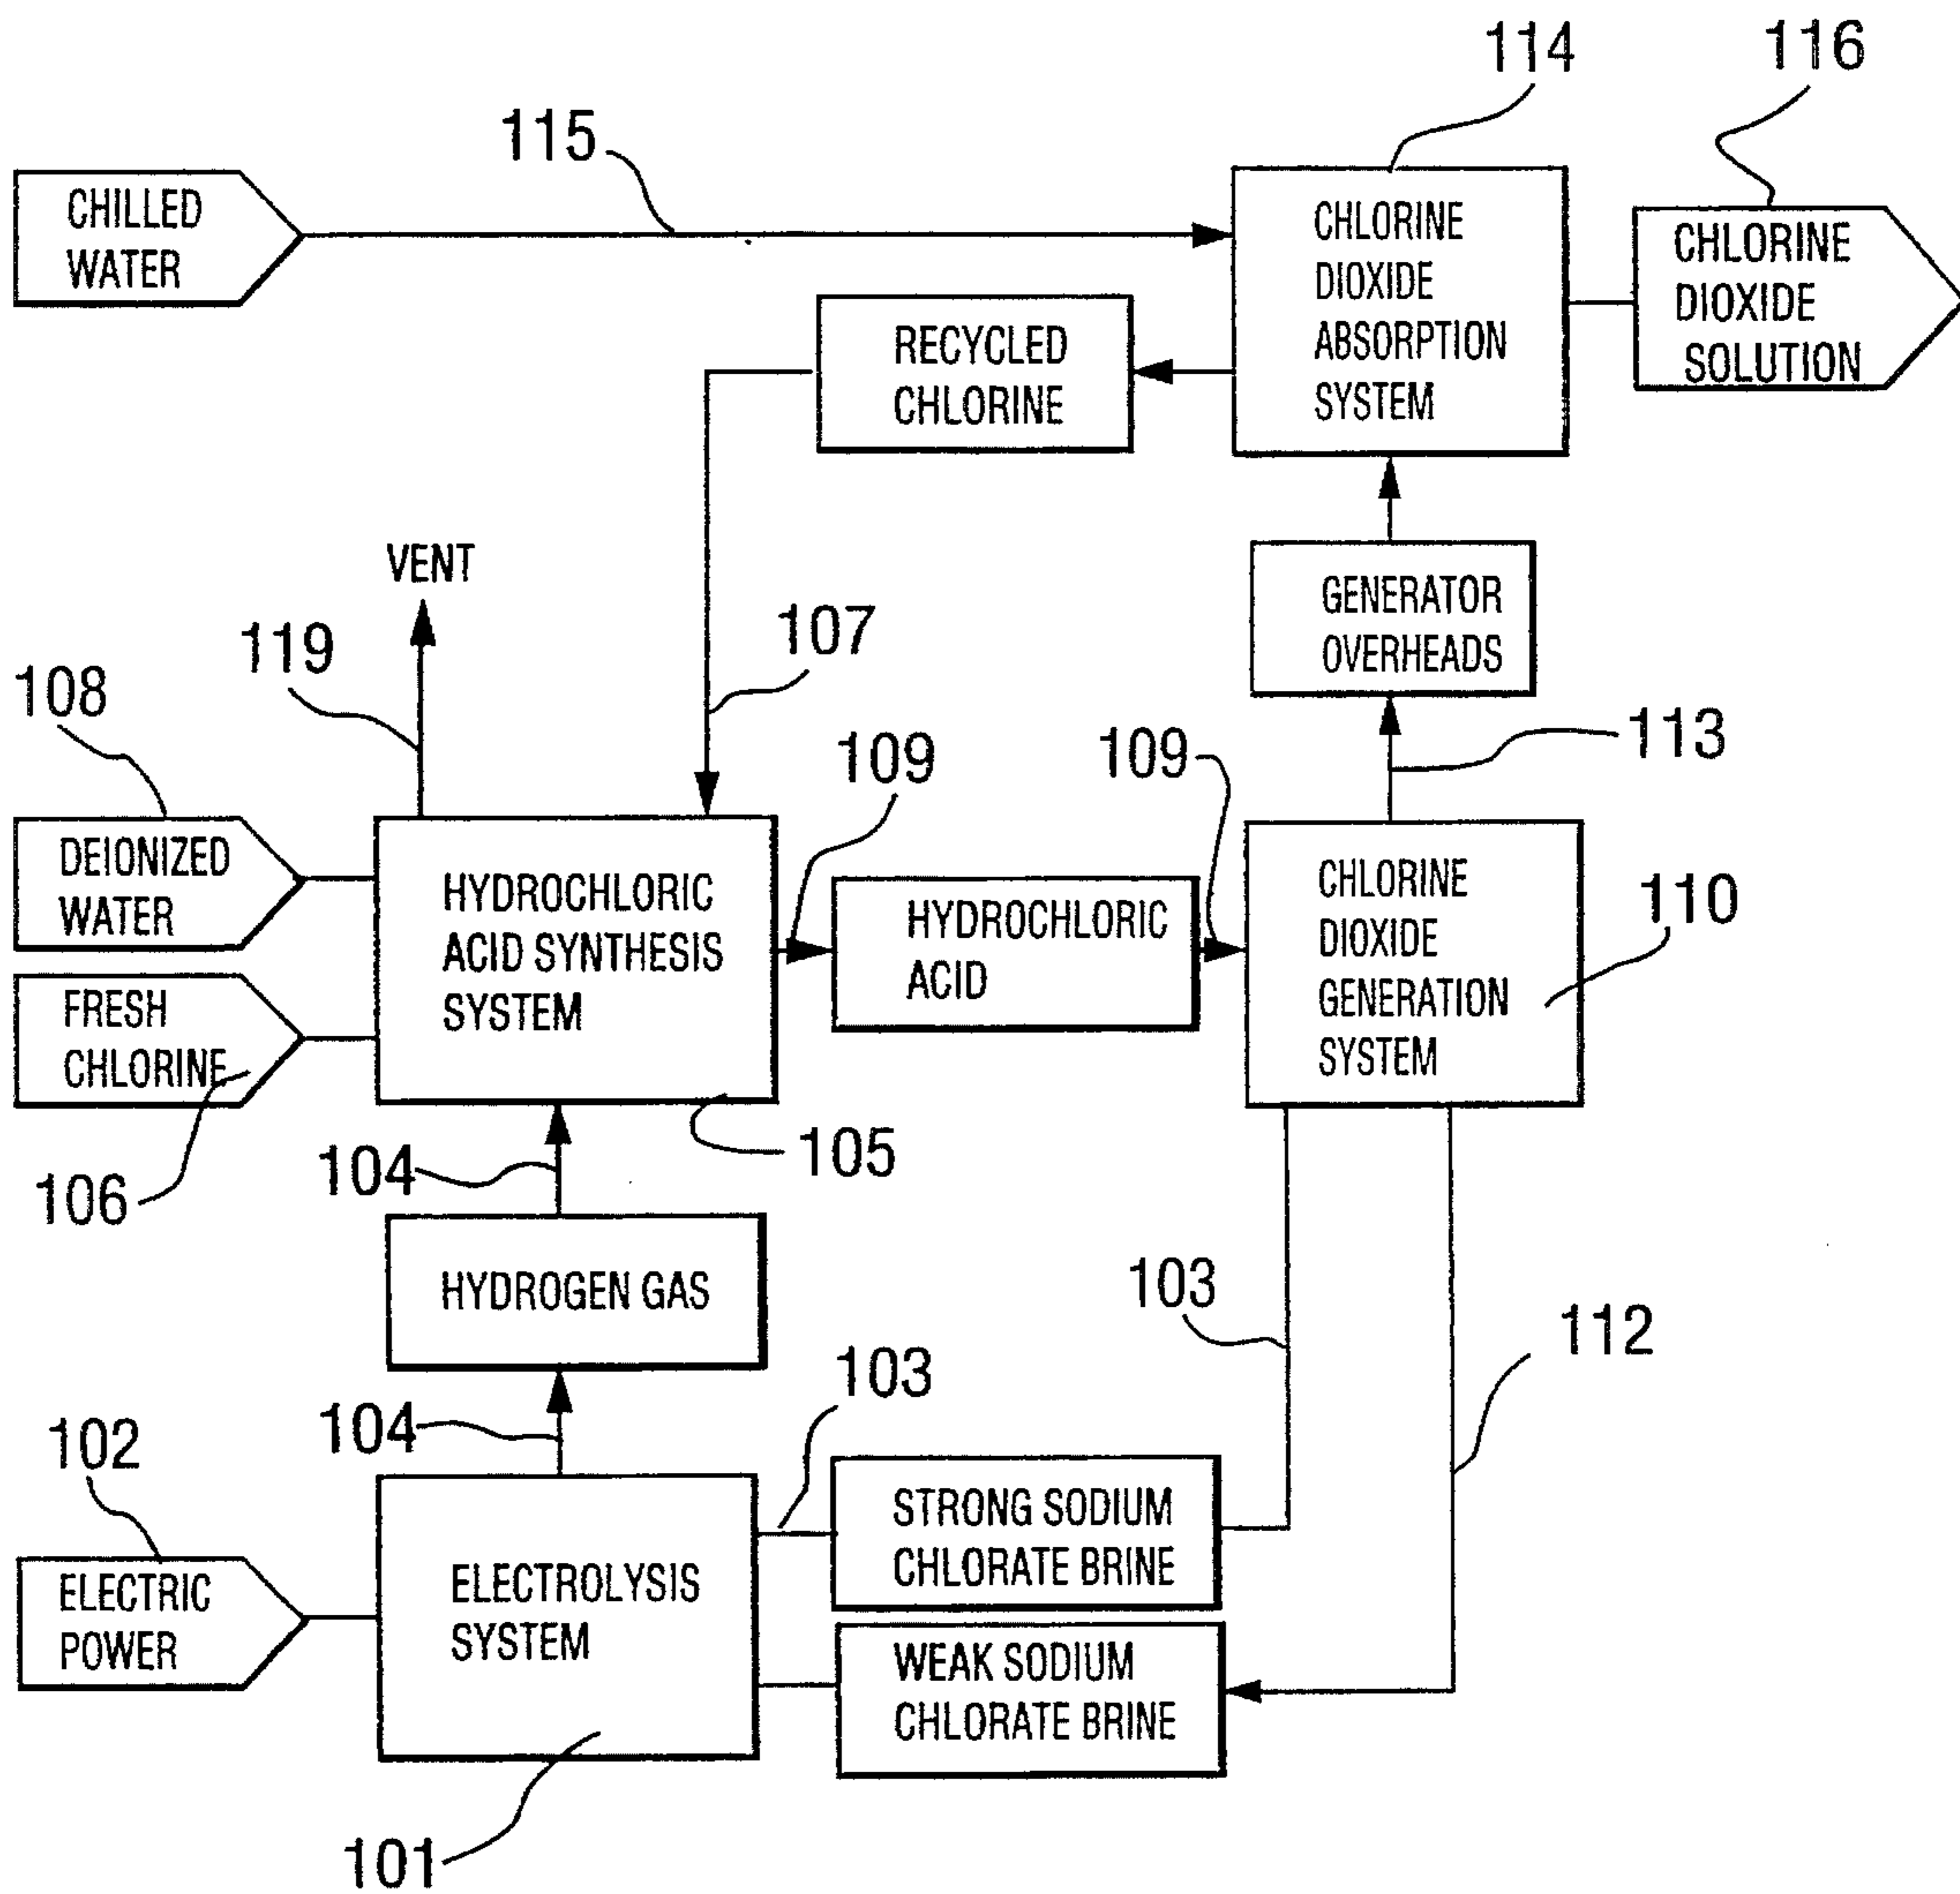 114
116
115
CHILLED
WATER
CHLORINE
DIOXIDE
ABSORPTION
SYSTEM
CHLORINE
DIOXIDE
SOLUTION
RECYCLED
CHLORINE
VENT
GENERATOR
OVERHEADS
119
107
108
109
109
113
DEIONIZED
WATER
HYDROCHLORIC
ACID SYNTHESIS
SYSTEM
HYDROCHLORIC
ACID
CHLORINE
DIOXIDE
GENERATION
SYSTEM
110
FRESH
CHLORINE
106
104
105
HYDROGEN GAS
103
112
104
103
102
ELECTRIC
POWER
ELECTROLYSIS
SYSTEM
STRONG SODIUM
CHLORATE BRINE
WEAK SODIUM
CHLORATE BRINE
101